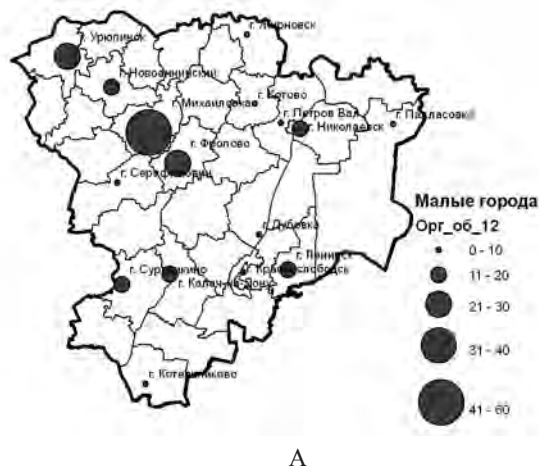 г. Жирновск
г. Урюпинск
г. Новоаннинский
г. Котово
г. Михайловка
г. Петров Вал
г. Палласовка
г. Николаевск
г. Фролово
г. Серафимович
Малые города
Орг_об_12
г. Дубовка
0 - 10
г. Ленинск
11 - 20
г. Суровикино
г. Краснослободск
г. Калач-на-Дону
21 - 30
31 - 40
г. Котельниково
41 - 60
А